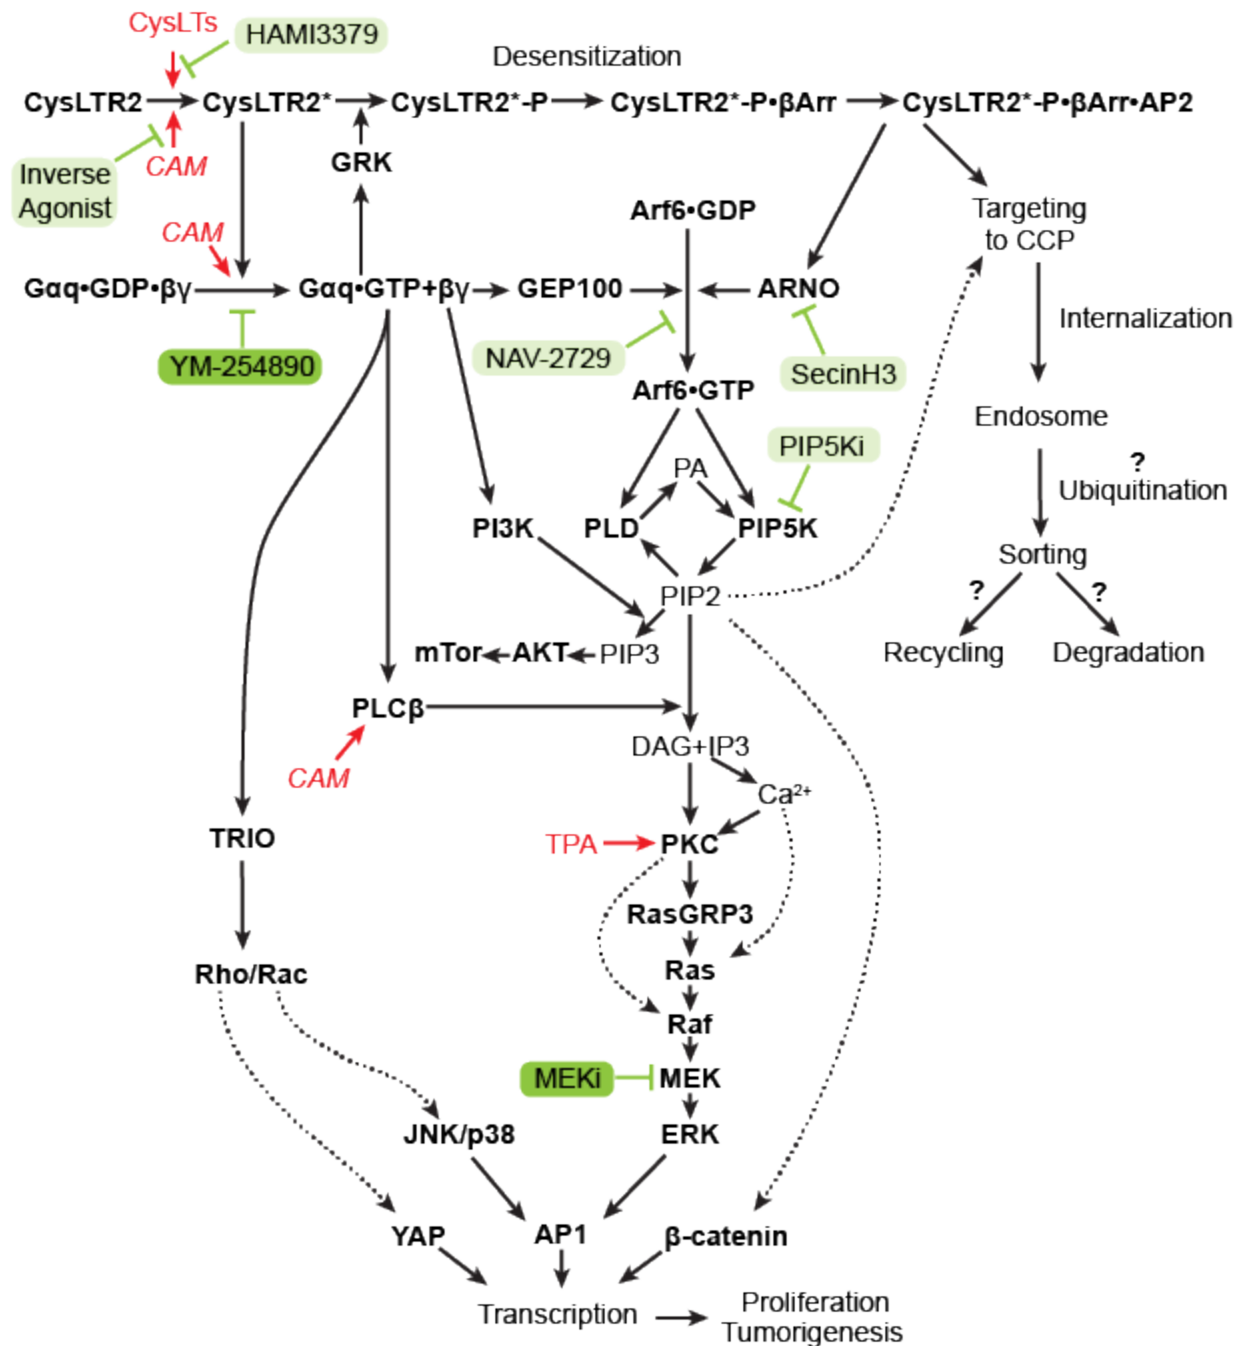 CysLTs
HAMI3379
Desensitization
CysLTR2
CysLTR2*
CysLTR2*-P
CysLTR2*-P•βArr
CysLTR2*-P•βArr•AP2
Inverse
Agonist
CAM
GRK
Arf6•GDP
Targeting
to CCP
CAM
Gαq•GDP•βγ
Gαq•GTP+βγ
GEP100
ARNO
Internalization
YM-254890
NAV-2729
SecinH3
Arf6•GTP
Endosome
PIP5Ki
PA
?
Ubiquitination
PI3K
PLD
PIP5K
Sorting
PIP2
?
?
mTor
AKT
PIP3
Recycling
Degradation
PLCβ
DAG+IP3
CAM
Ca²⁺
TRIO
TPA
PKC
RasGRP3
Rho/Rac
Ras
Raf
MEKi
MEK
JNK/p38
ERK
YAP
AP1
β-catenin
Transcription
Proliferation
Tumorigenesis